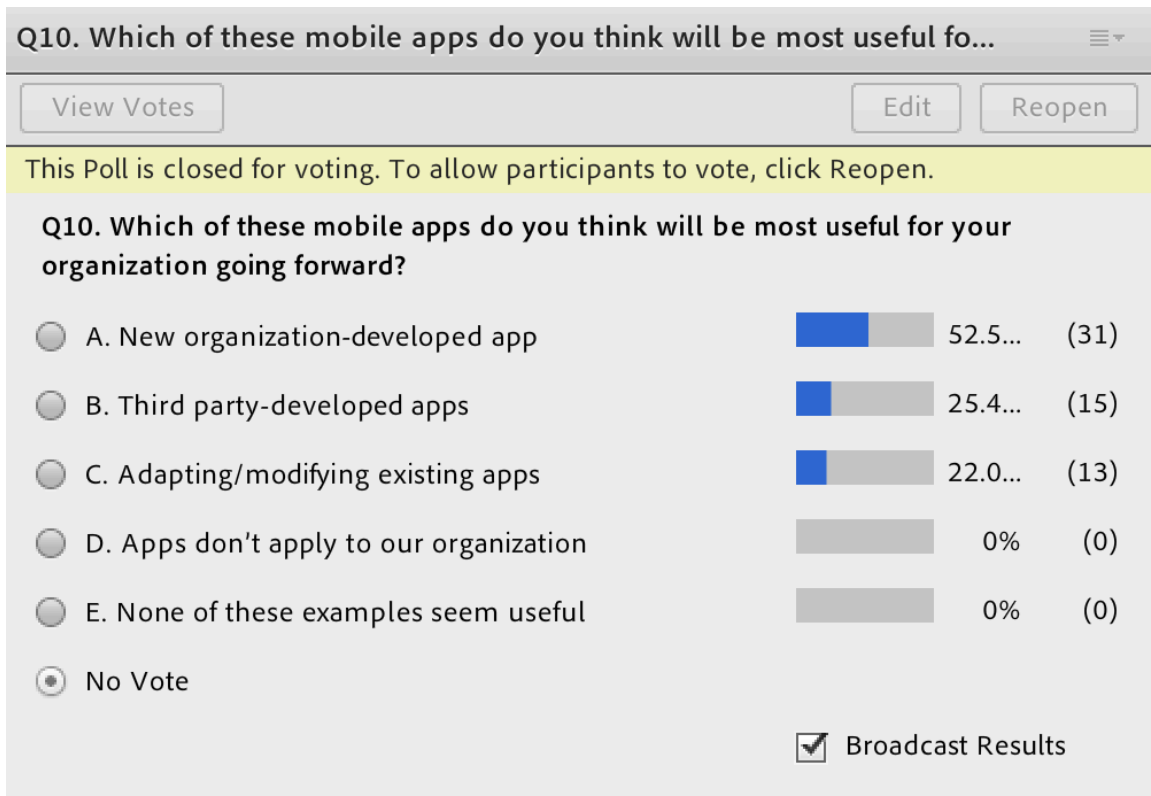 Q10. Which of these mobile apps do you think will be most useful fo...
View Votes Edit Reopen
This Poll is closed for voting. To allow participants to vote, click Reopen.
Q10. Which of these mobile apps do you think will be most useful for your
organization going forward?
A. New organization-developed app 52.5... (31)
B. Third party-developed apps 25.4... (15)
C. Adapting/modifying existing apps 22.0... (13)
D. Apps don't apply to our organization 0% (0)
E. None of these examples seem useful 0% (0)
No Vote
Broadcast Results